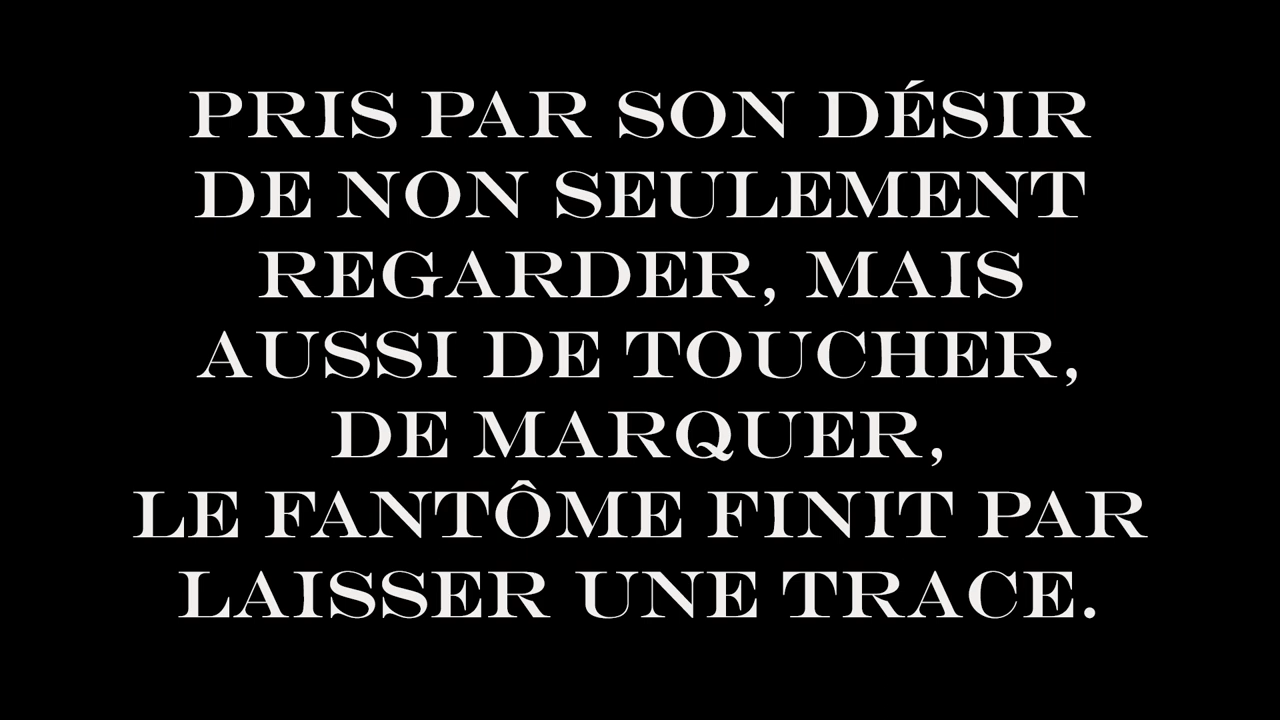 PRIS PAR SON DÉSIR
DE NON SEULEMENT
REGARDER, MAIS
AUSSI DE TOUCHER,
DE MARQUER,
LE FANTÔME FINIT PAR
LAISSER UNE TRACE.